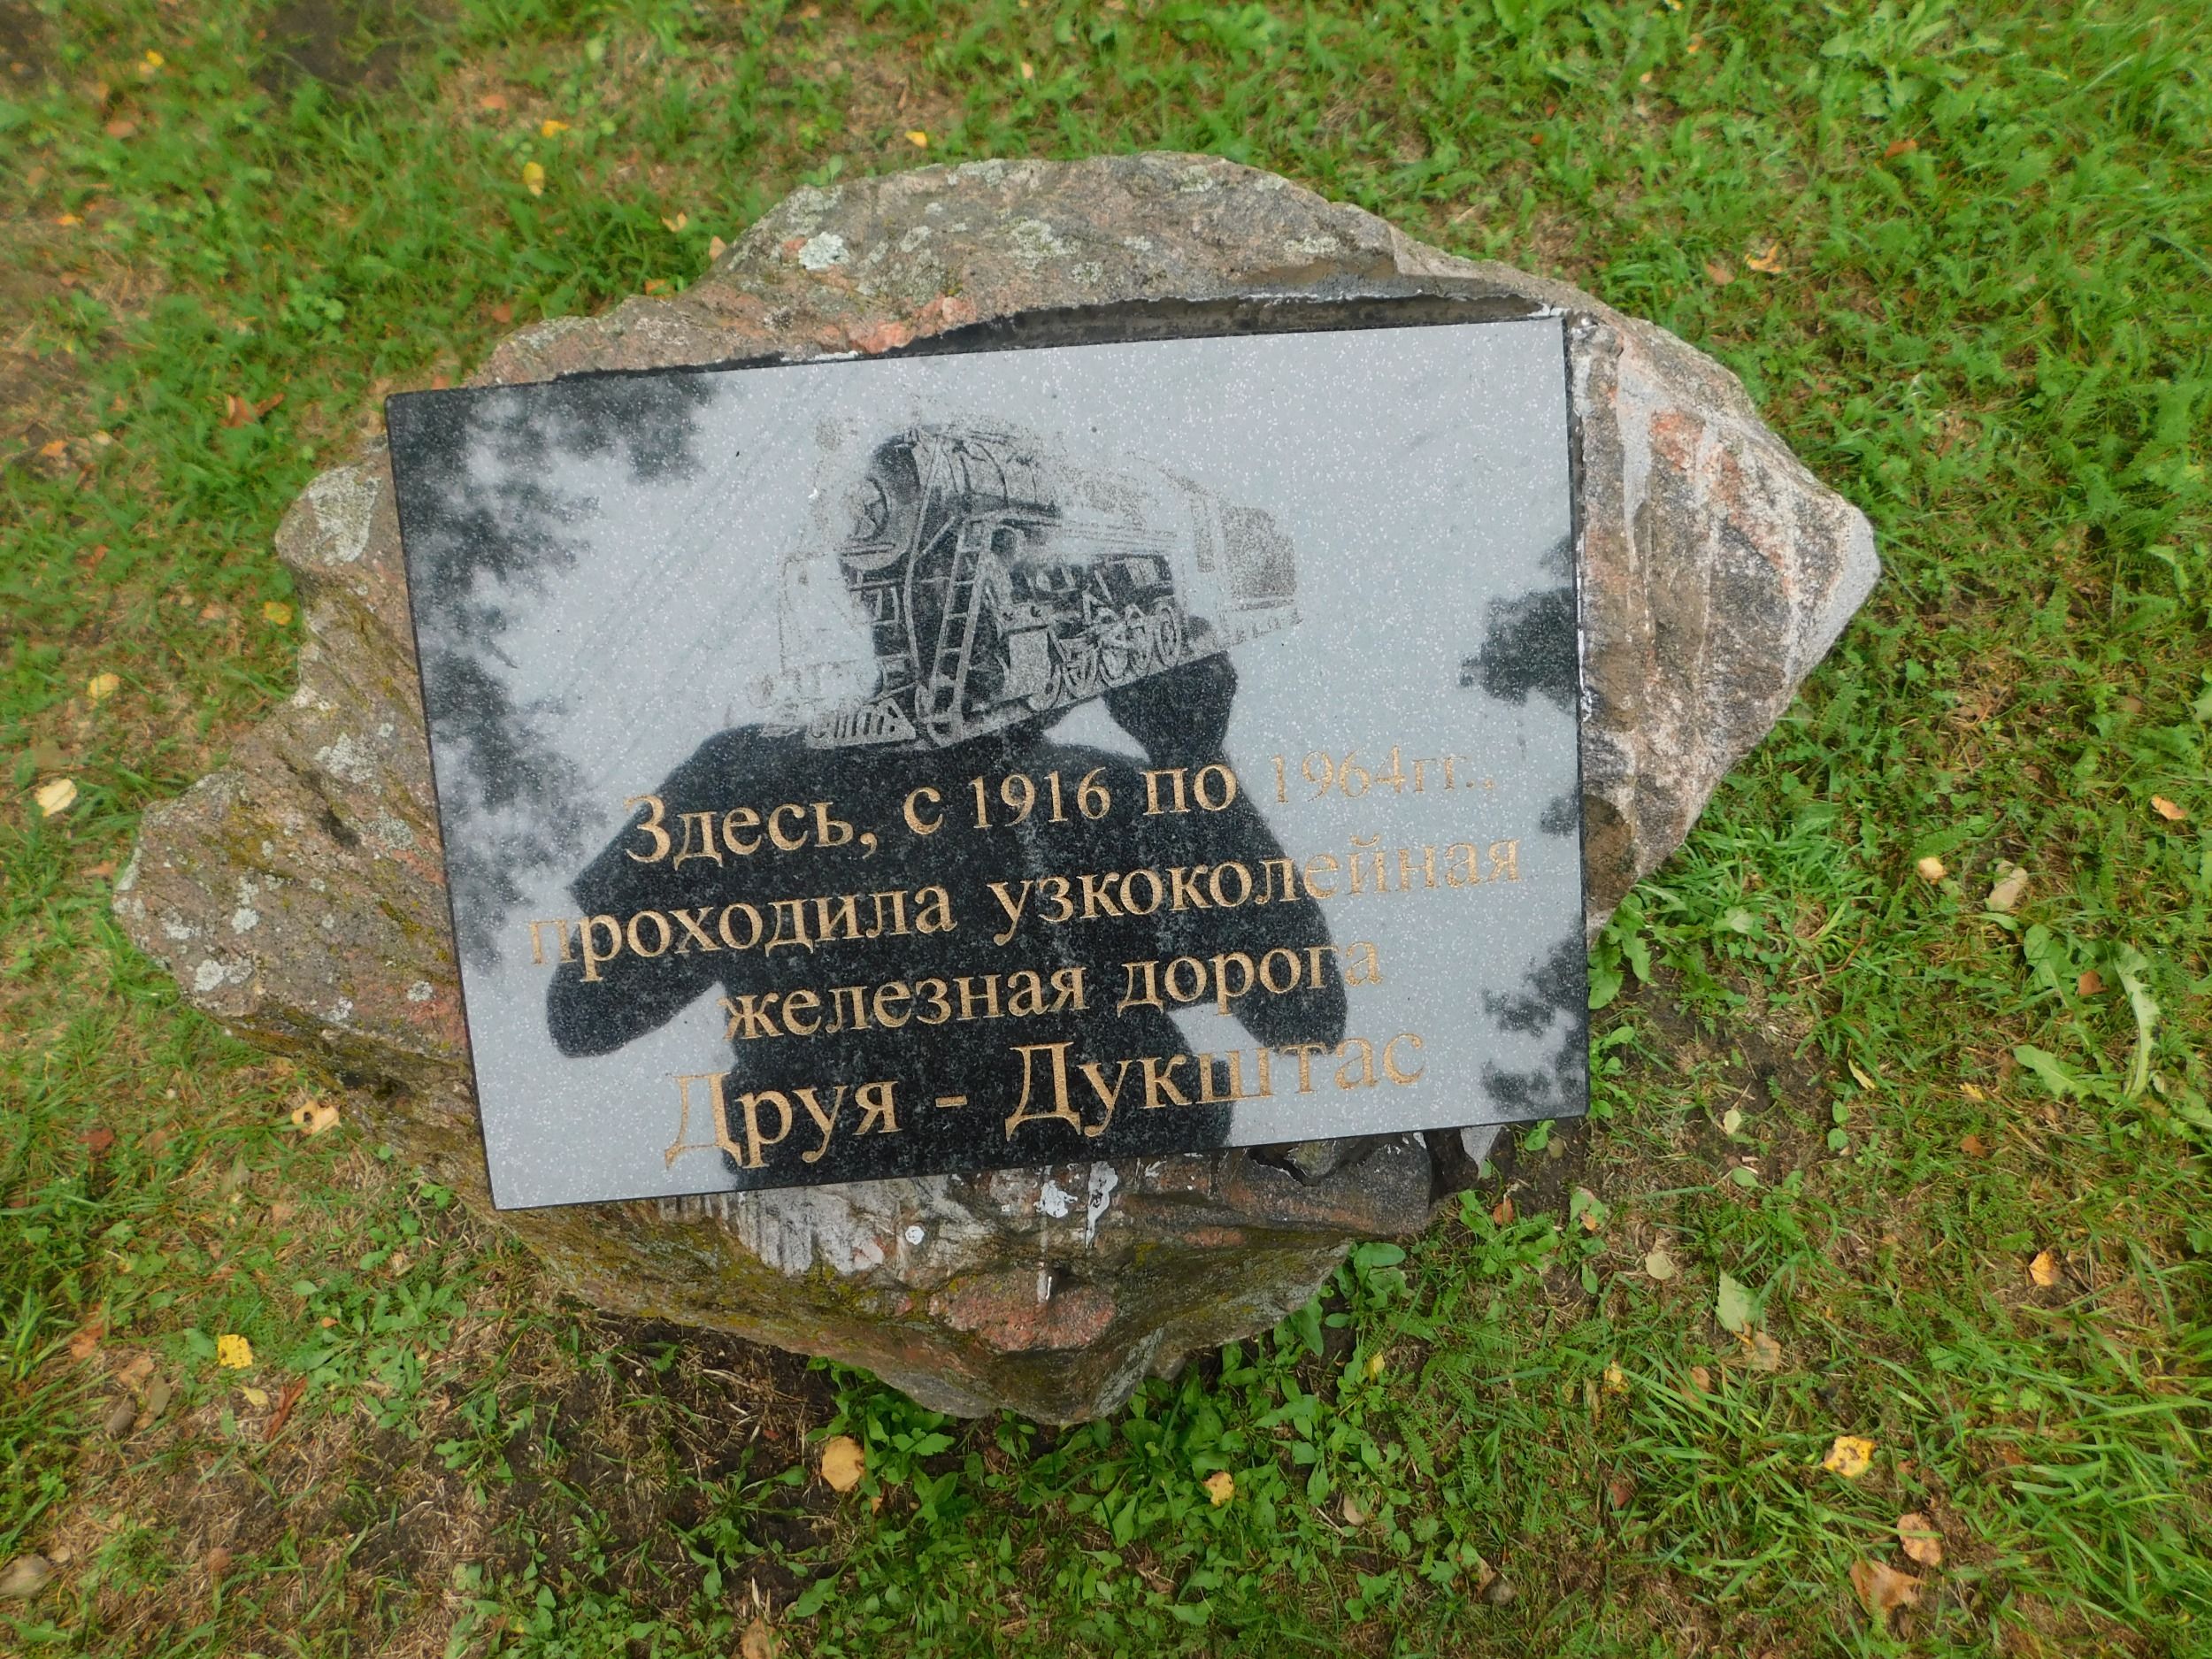 Здесь, с 1916 по 1964гг.,
проходила узкоколейная
железная дорога
Друя - Дукштас